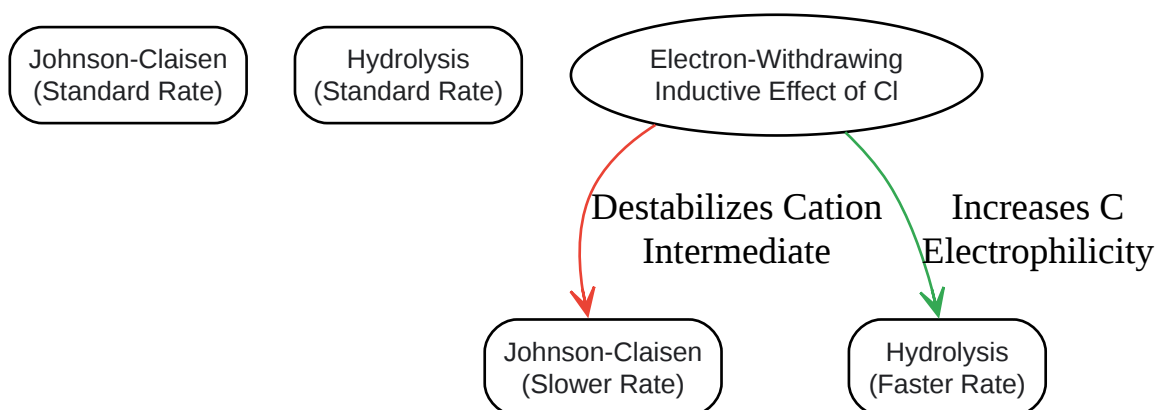 Johnson-Claisen
(Standard Rate)
Hydrolysis
(Standard Rate)
Electron-Withdrawing
Inductive Effect of Cl
Destabilizes Cation
Intermediate
Increases C
Electrophilicity
Johnson-Claisen
(Slower Rate)
Hydrolysis
(Faster Rate)